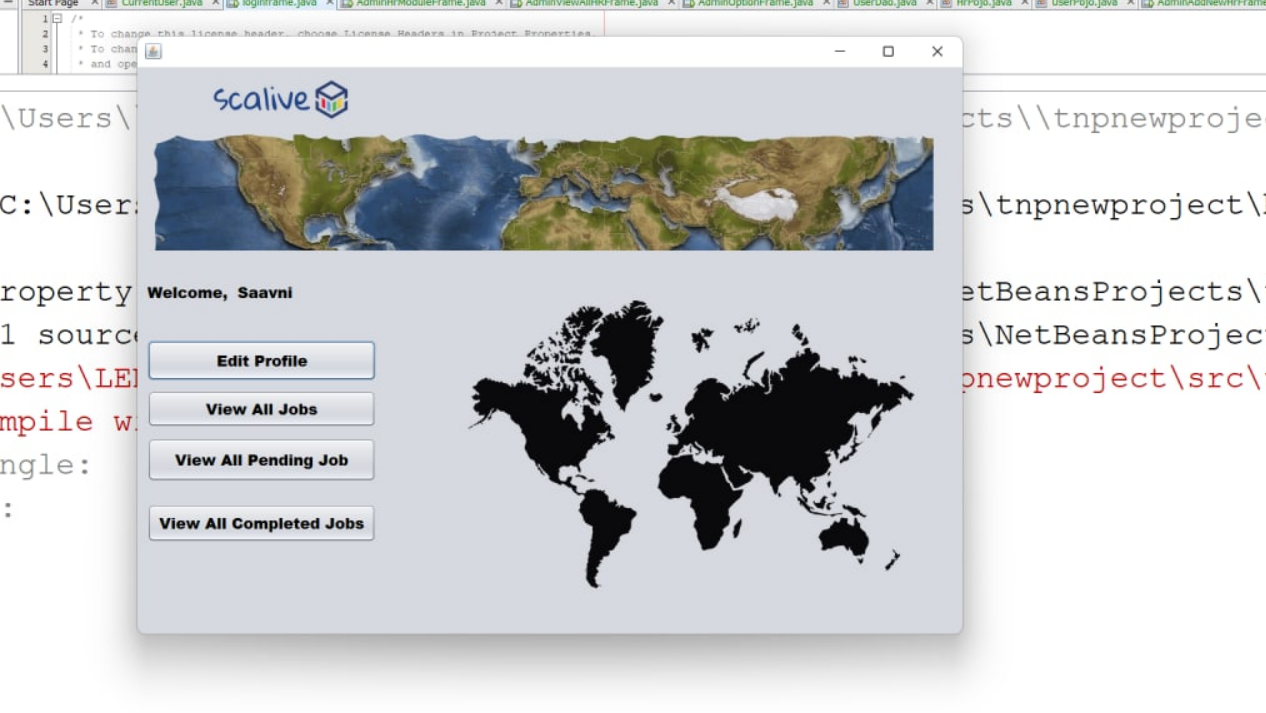 Start Page CurrentUser.java loginframe.java AdminHrModuleFrame.java AdminViewAllHRFrame.java AdminOptionFrame.java UserDao.java HrPojo.java UserPojo.java AdminAddNewHrFrame
1 /*
2 * To change this license header, choose License Headers in Project Properties.
3 * To chan
4 * and ope
scalive
\Users\ cts\\tnpnewproje
C:\User s\tnpnewproject\
Welcome, Saavni
roperty etBeansProjects\
1 source s\NetBeansProject
Edit Profile
sers\LE newproject\src\
View All Jobs
mpile w
View All Pending Job
ngle:
:
View All Completed Jobs